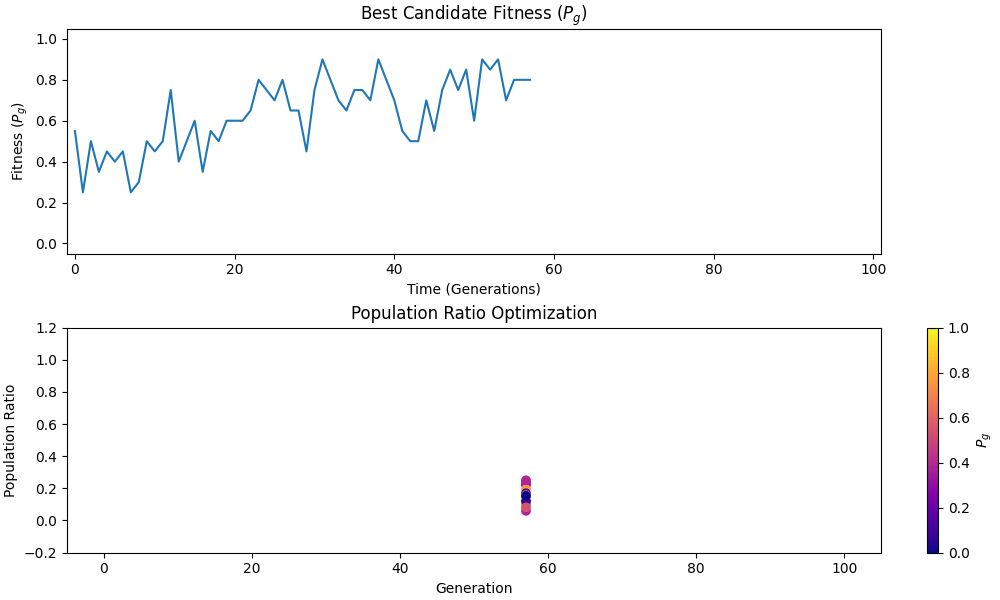 Best Candidate Fitness (P_g)
1.0
0.8
0.6
0.4
0.2
0.0
Fitness (P_g)
0 20 40 60 80 100
Time (Generations)
Population Ratio Optimization
1.2
1.0
0.8
0.6
0.4
0.2
0.0
−0.2
Population Ratio
0 20 40 60 80 100
Generation
1.0
0.8
0.6
0.4
0.2
0.0
P_g